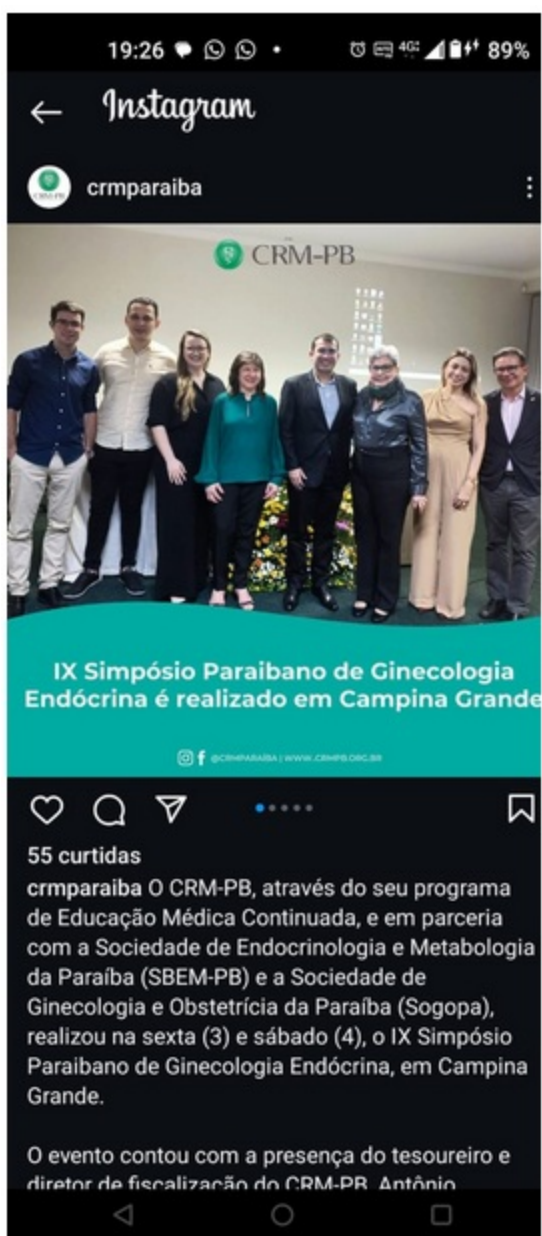 19:26
4G
89%
Instagram
crmparaiba
CRM-PB
IX Simpósio Paraibano de Ginecologia
Endócrina é realizado em Campina Grande
@CRMPARAÍBA | WWW.CRMPB.ORG.BR
55 curtidas
crmparaiba O CRM-PB, através do seu programa
de Educação Médica Continuada, e em parceria
com a Sociedade de Endocrinologia e Metabologia
da Paraíba (SBEM-PB) e a Sociedade de
Ginecologia e Obstetrícia da Paraíba (Sogopa),
realizou na sexta (3) e sábado (4), o IX Simpósio
Paraibano de Ginecologia Endócrina, em Campina
Grande.
O evento contou com a presença do tesoureiro e
diretor de fiscalização do CRM-PB, Antônio